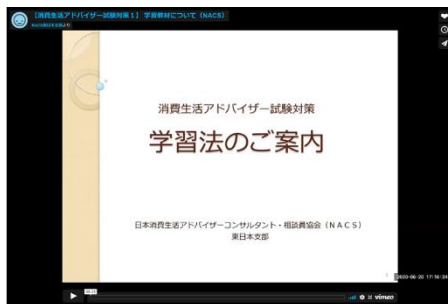 【消費生活アドバイザー試験対策１】 学習教材について（NACS）
消費生活アドバイザー試験対策
学習法のご案内
日本消費生活アドバイザーコンサルタント・相談員協会（ＮＡＣＳ）
東日本支部
2020-06-20 17:16:24
vimeo